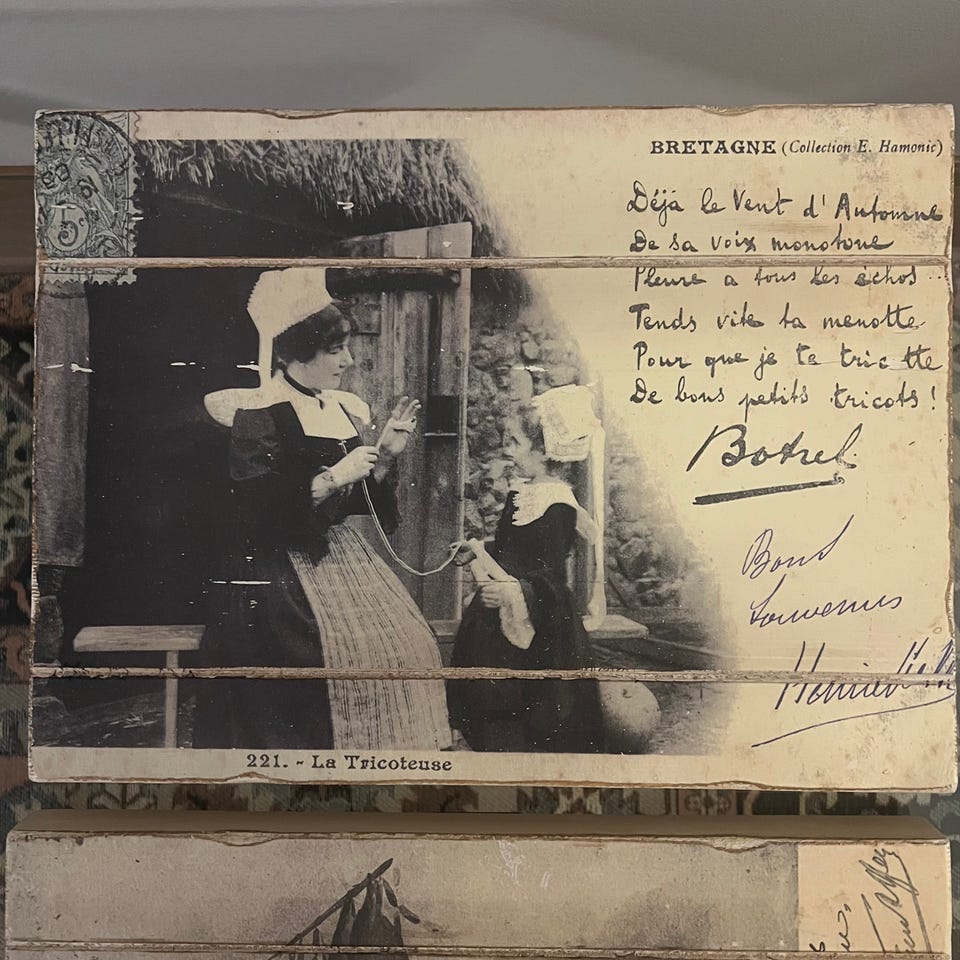 BRETAGNE (Collection E. Hamonic)
Déjà le Vent d'Automne
De sa voix monotone
Pleure a tous les échos...
Tends vite ta menotte
Pour que je te tricotte
De bons petits tricots !
Botrel
Bons
Souvenirs
5
221. - La Tricoteuse